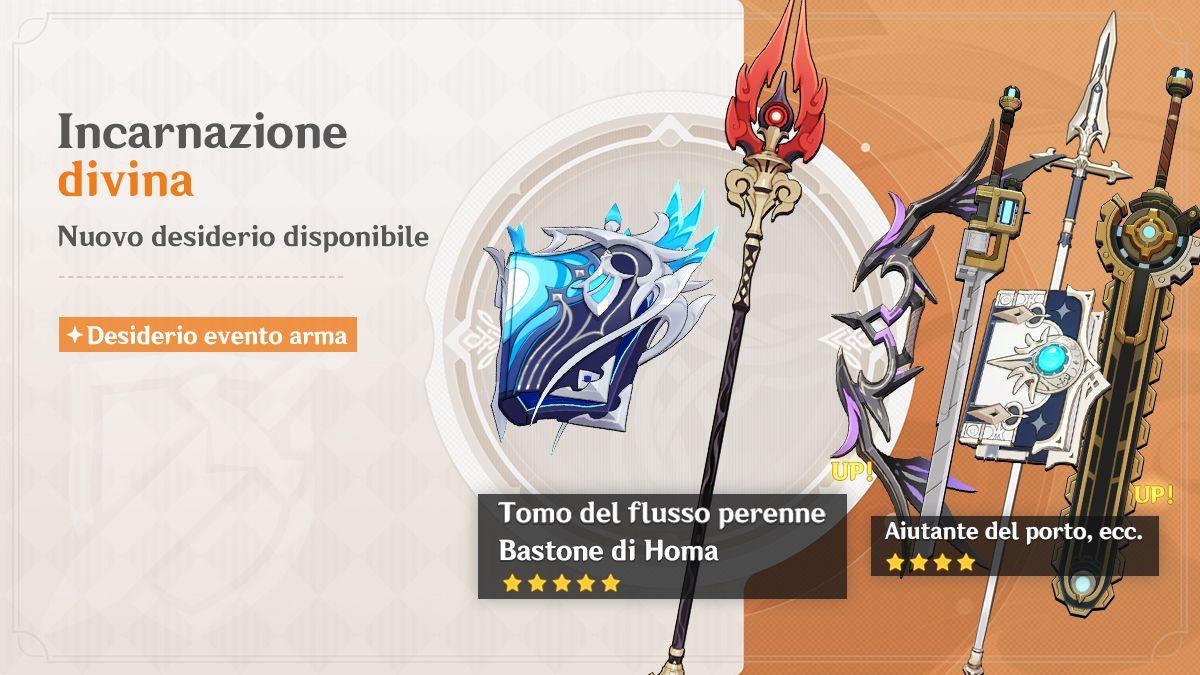 Incarnazione
divina
Nuovo desiderio disponibile
Desiderio evento arma
UP!
UP!
Tomo del flusso perenne
Bastone di Homa
Aiutante del porto, ecc.